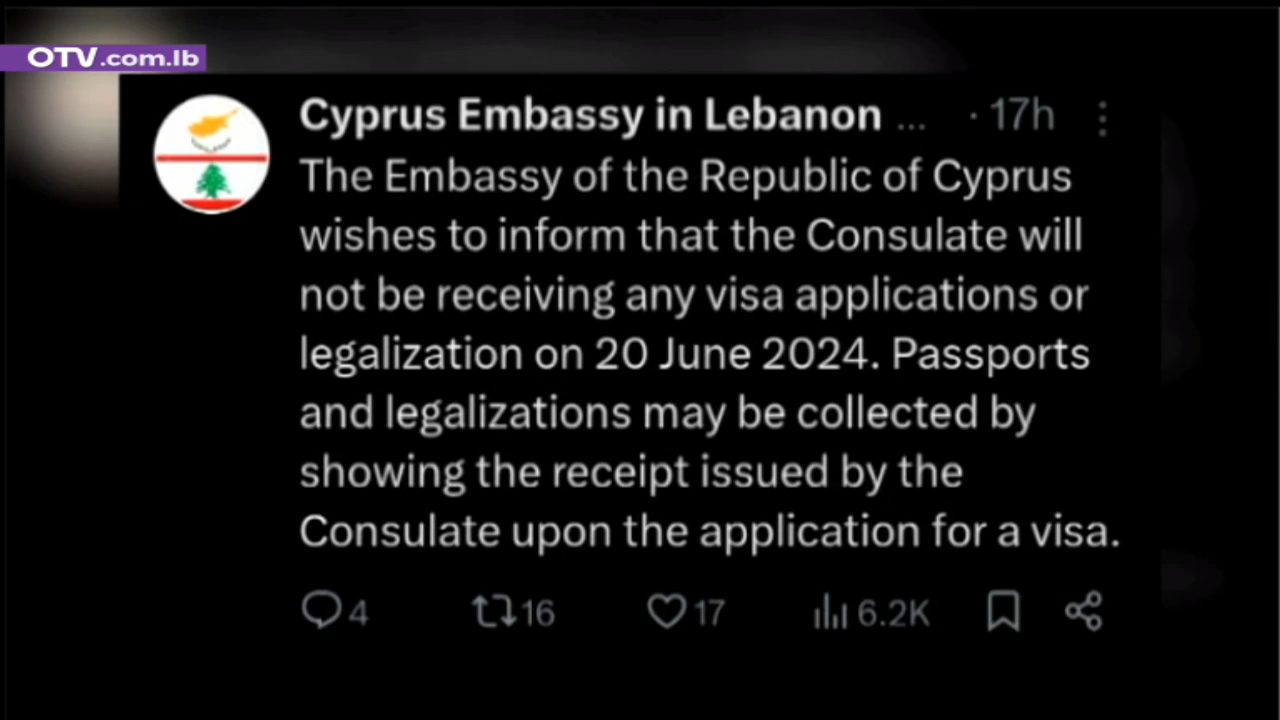 OTV.com.lb
Cyprus Embassy in Lebanon ... · 17h
The Embassy of the Republic of Cyprus
wishes to inform that the Consulate will
not be receiving any visa applications or
legalization on 20 June 2024. Passports
and legalizations may be collected by
showing the receipt issued by the
Consulate upon the application for a visa.
4 16 17 6.2K